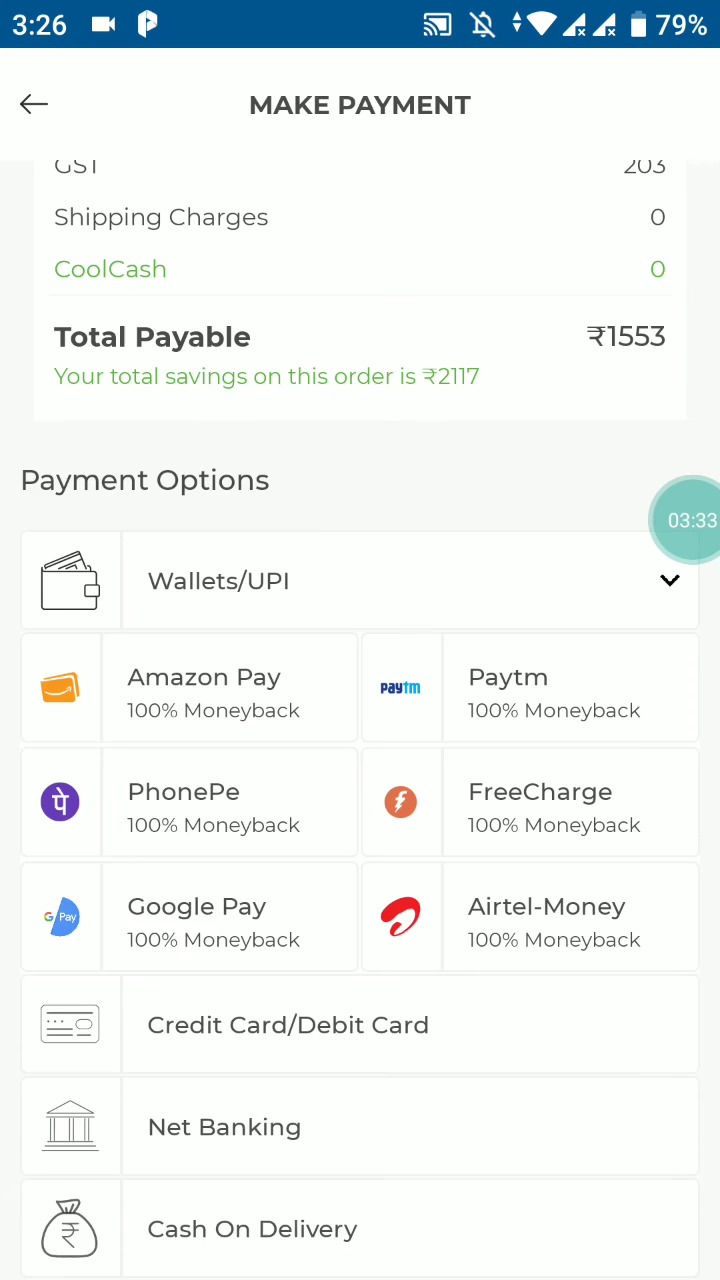 3:26
79%
MAKE PAYMENT
GST 203
Shipping Charges 0
CoolCash 0
Total Payable ₹1553
Your total savings on this order is ₹2117
Payment Options
03:33
Wallets/UPI
Amazon Pay
100% Moneyback
paytm
Paytm
100% Moneyback
पे
PhonePe
100% Moneyback
FreeCharge
100% Moneyback
G Pay
Google Pay
100% Moneyback
Airtel-Money
100% Moneyback
Credit Card/Debit Card
Net Banking
₹
Cash On Delivery